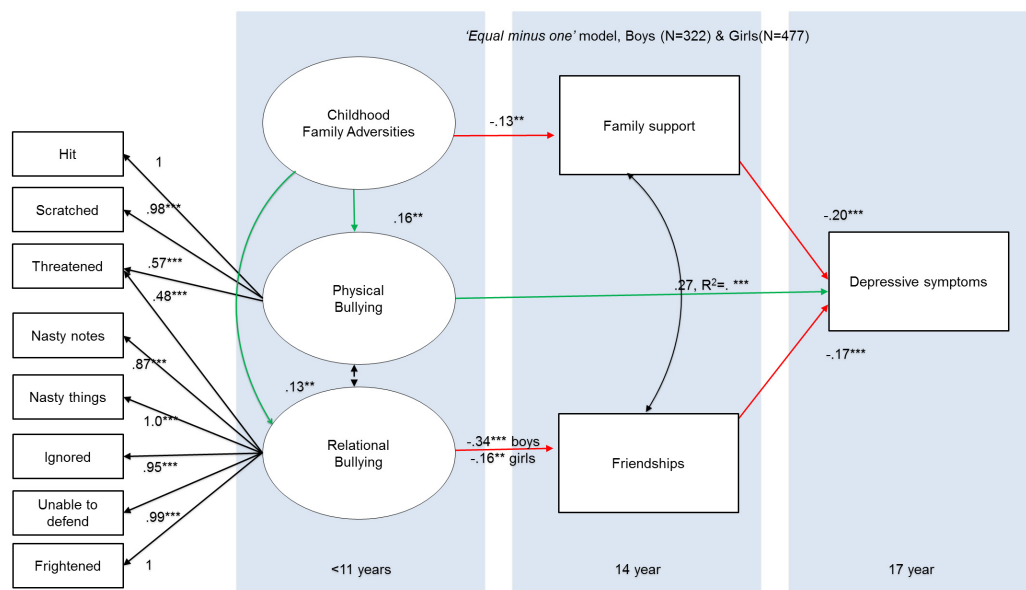 'Equal minus one' model, Boys (N=322) & Girls(N=477)
Childhood
Family Adversities
-.13**
Family support
Hit
1
Scratched
.98***
.16**
-.20***
Threatened
.57***
.48***
Physical
Bullying
.27, R²=. ***
Depressive symptoms
Nasty notes
.87***
-.17***
.13**
Nasty things
1.0***
Relational
Bullying
-.34*** boys
-.16** girls
Friendships
Ignored
.95***
Unable to
defend
.99***
Frightened
1
<11 years
14 year
17 year